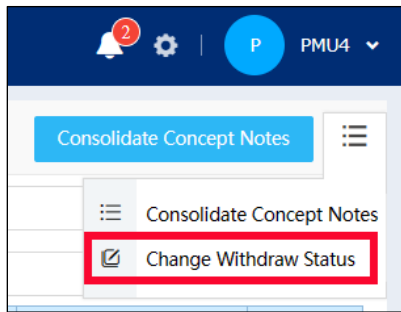 2
P
PMU4
Consolidate Concept Notes
Consolidate Concept Notes
Change Withdraw Status